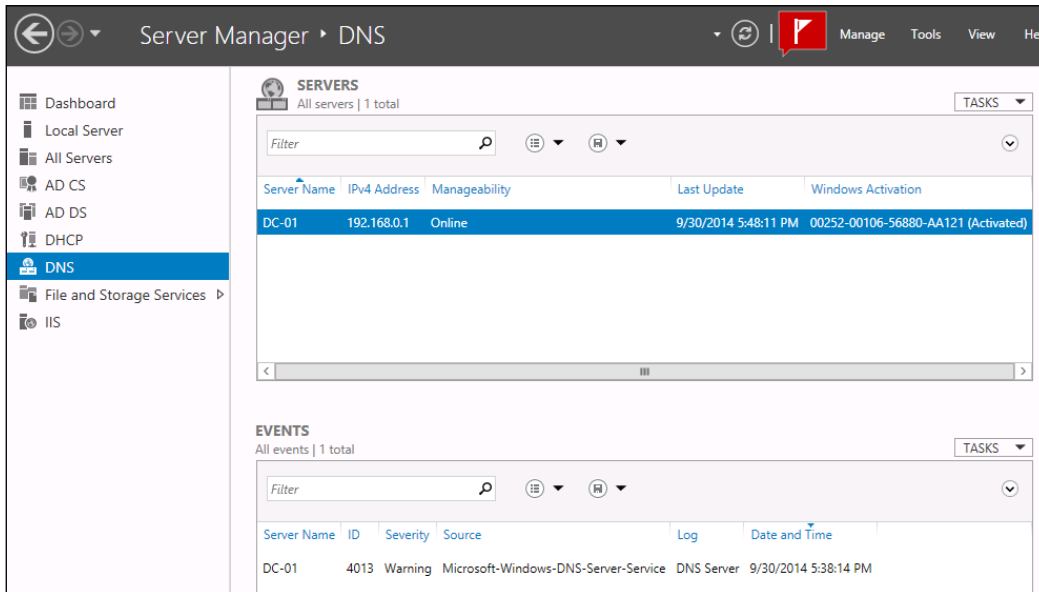 Server Manager ‣ DNS
Manage Tools View He
Dashboard
Local Server
All Servers
AD CS
AD DS
DHCP
DNS
File and Storage Services
IIS
SERVERS
All servers | 1 total
TASKS
Filter
Server Name IPv4 Address Manageability Last Update Windows Activation
DC-01 192.168.0.1 Online 9/30/2014 5:48:11 PM 00252-00106-56880-AA121 (Activated)
EVENTS
All events | 1 total
TASKS
Filter
Server Name ID Severity Source Log Date and Time
DC-01 4013 Warning Microsoft-Windows-DNS-Server-Service DNS Server 9/30/2014 5:38:14 PM